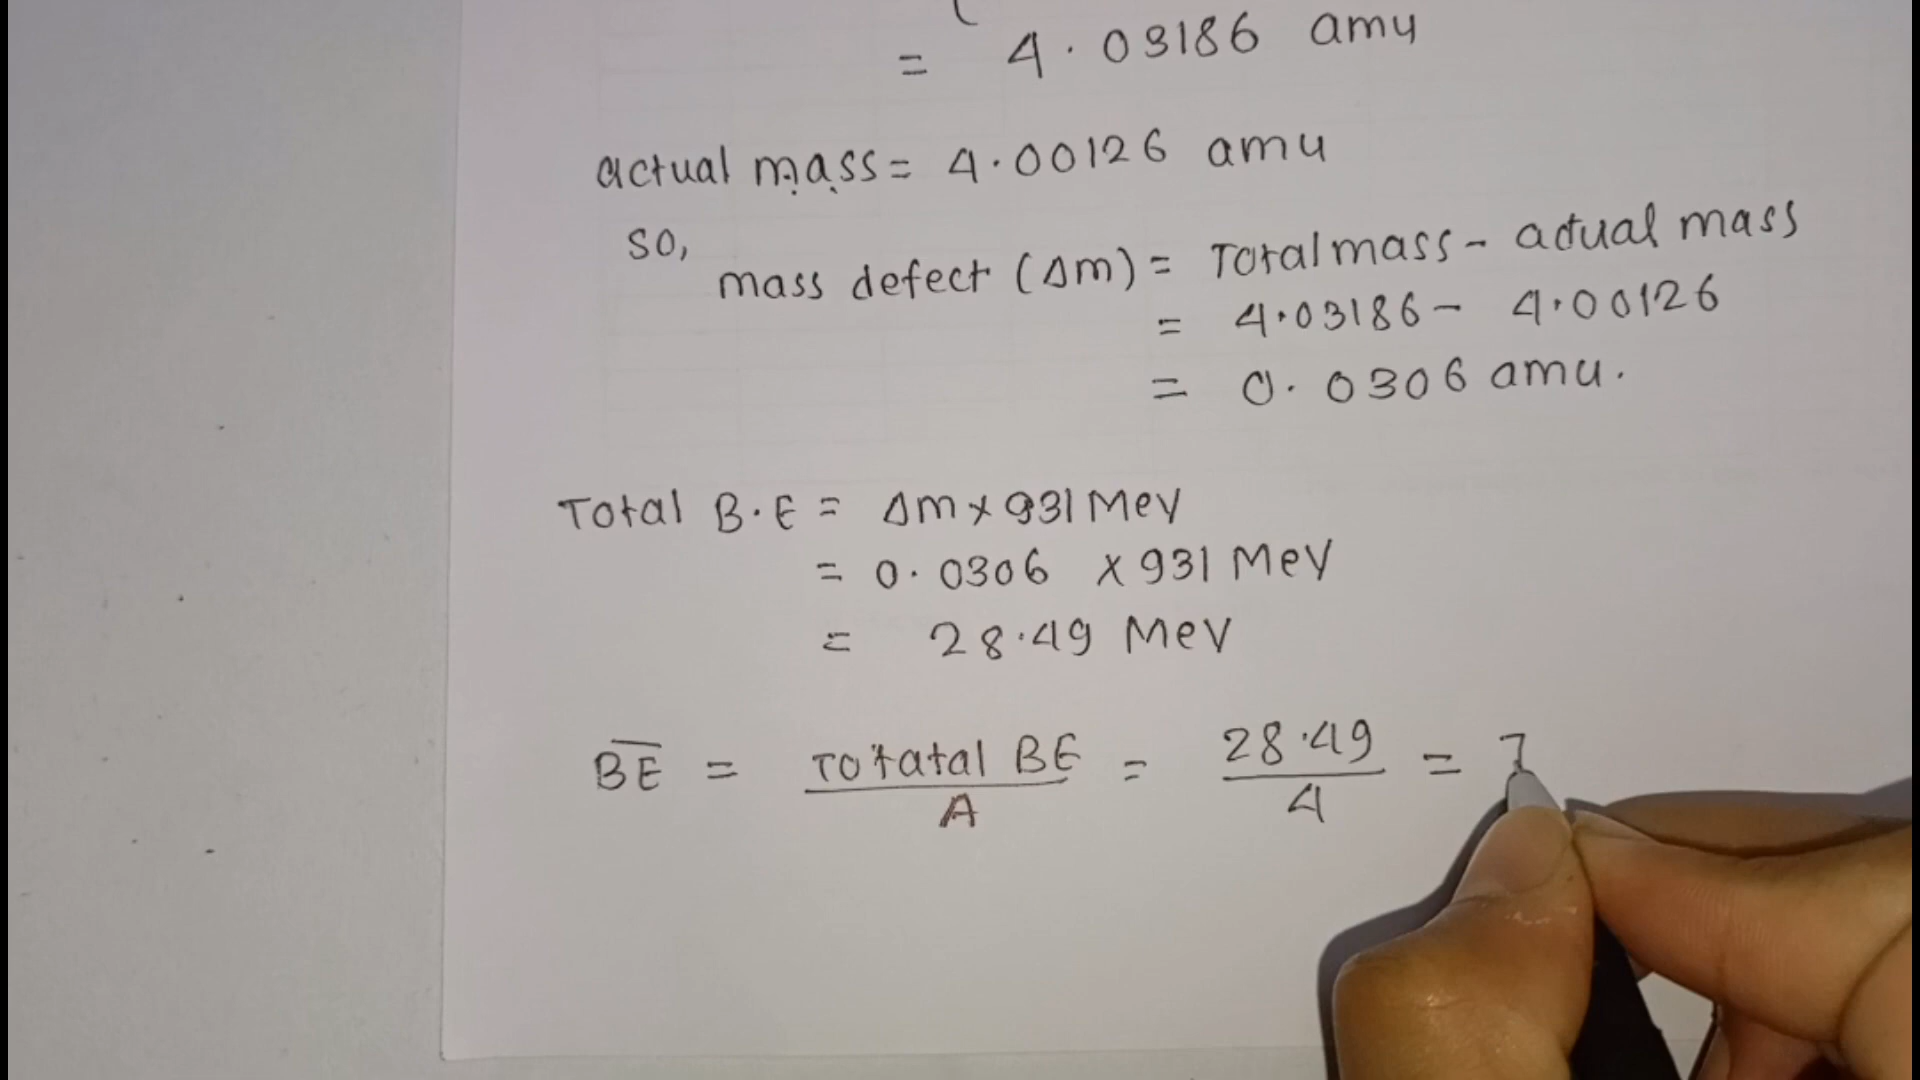 = 4.03186 amu
actual mass = 4.00126 amu
so,
mass defect (Δm) = Total mass - actual mass
= 4.03186 - 4.00126
= 0.0306 amu.
Total B.E = Δm x 931 MeV
= 0.0306 x 931 MeV
= 28.49 MeV
B̅E̅ = Totatal BE / A = 28.49 / 4 = 7